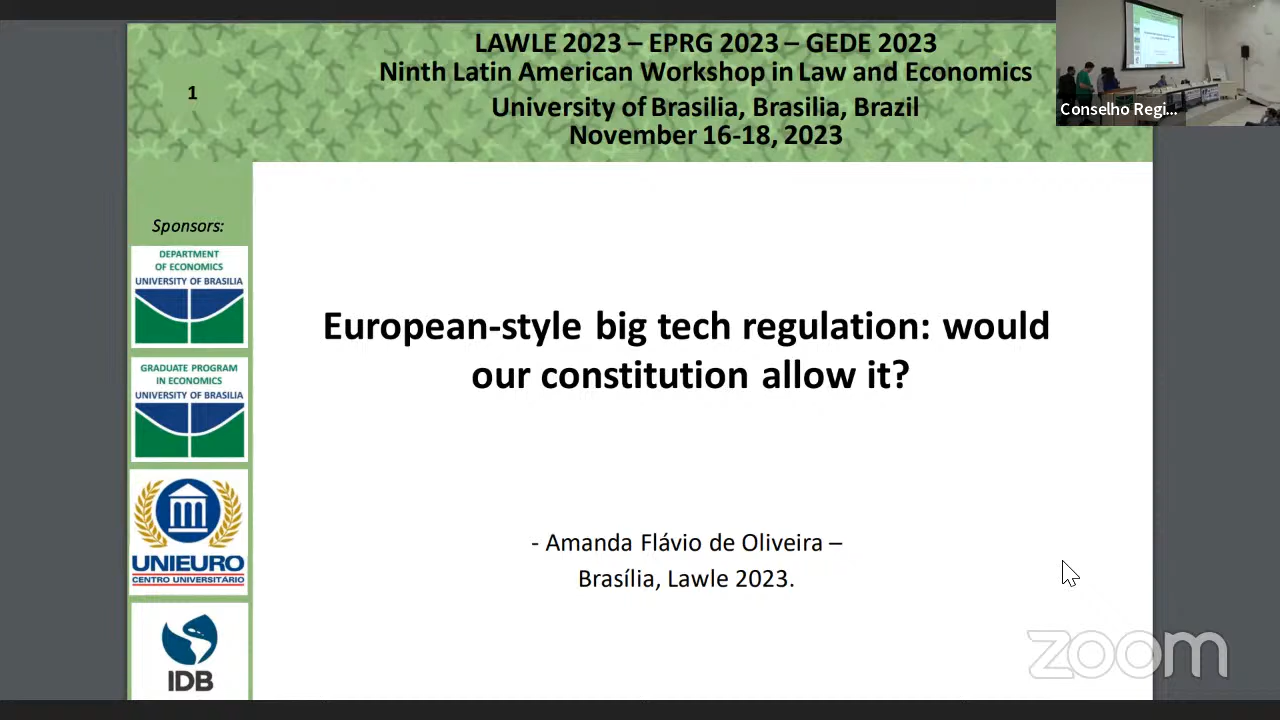 LAWLE 2023 – EPRG 2023 – GEDE 2023
Ninth Latin American Workshop in Law and Economics
University of Brasilia, Brasilia, Brazil
November 16-18, 2023
1
Conselho Regi...
Sponsors:
DEPARTMENT
OF ECONOMICS
UNIVERSITY OF BRASILIA
GRADUATE PROGRAM
IN ECONOMICS
UNIVERSITY OF BRASILIA
UNIEURO
CENTRO UNIVERSITÁRIO
IDB
European-style big tech regulation: would
our constitution allow it?
- Amanda Flávio de Oliveira –
Brasília, Lawle 2023.
zoom